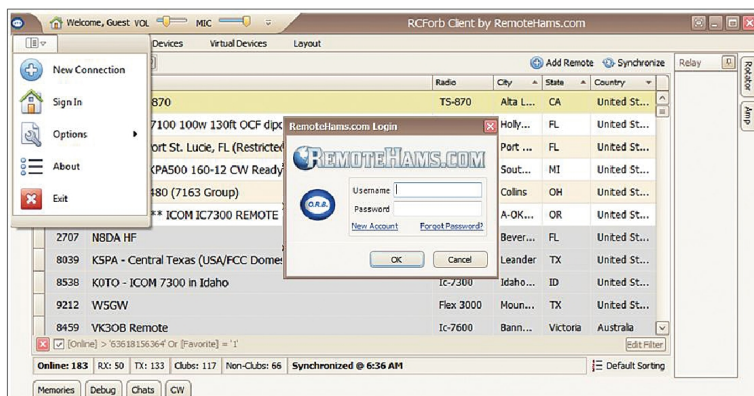 Welcome, Guest VOL MIC RCForb Client by RemoteHams.com
Devices Virtual Devices Layout
Add Remote Synchronize Relay
New Connection
Sign In
Options
About
Exit
Radio City State Country
870 TS-870 Alta L... CA United St...
7100 100w 130ft OCF dipo Holly... FL United St...
ort St. Lucie, FL (Restricte Port ... FL United St...
XPA500 160-12 CW Ready Sout... MI United St...
480 (7163 Group) Collins OH United St...
** ICOM IC7300 REMOTE A-OK... OR United St...
2707 N8DA HF Bever... FL United St...
8039 K5PA - Central Texas (USA/FCC Dome Leander TX United St...
8538 K0TO - ICOM 7300 in Idaho Ic-7300 Idaho... ID United St...
9212 W5GW Flex 3000 Moun... TX United St...
8459 VK3OB Remote Ic-7600 Bann... Victoria Australia
RemoteHams.com Login
REMOTEHAMS.COM
O.R.B.
Username
Password
New Account Forgot Password?
OK Cancel
Rotator
Amp
[Online] > '63618156364' Or [Favorite] = '1' Edit Filter
Online: 183 RX: 50 TX: 133 Clubs: 117 Non-Clubs: 66 Synchronized @ 6:36 AM Default Sorting
Memories Debug Chats CW